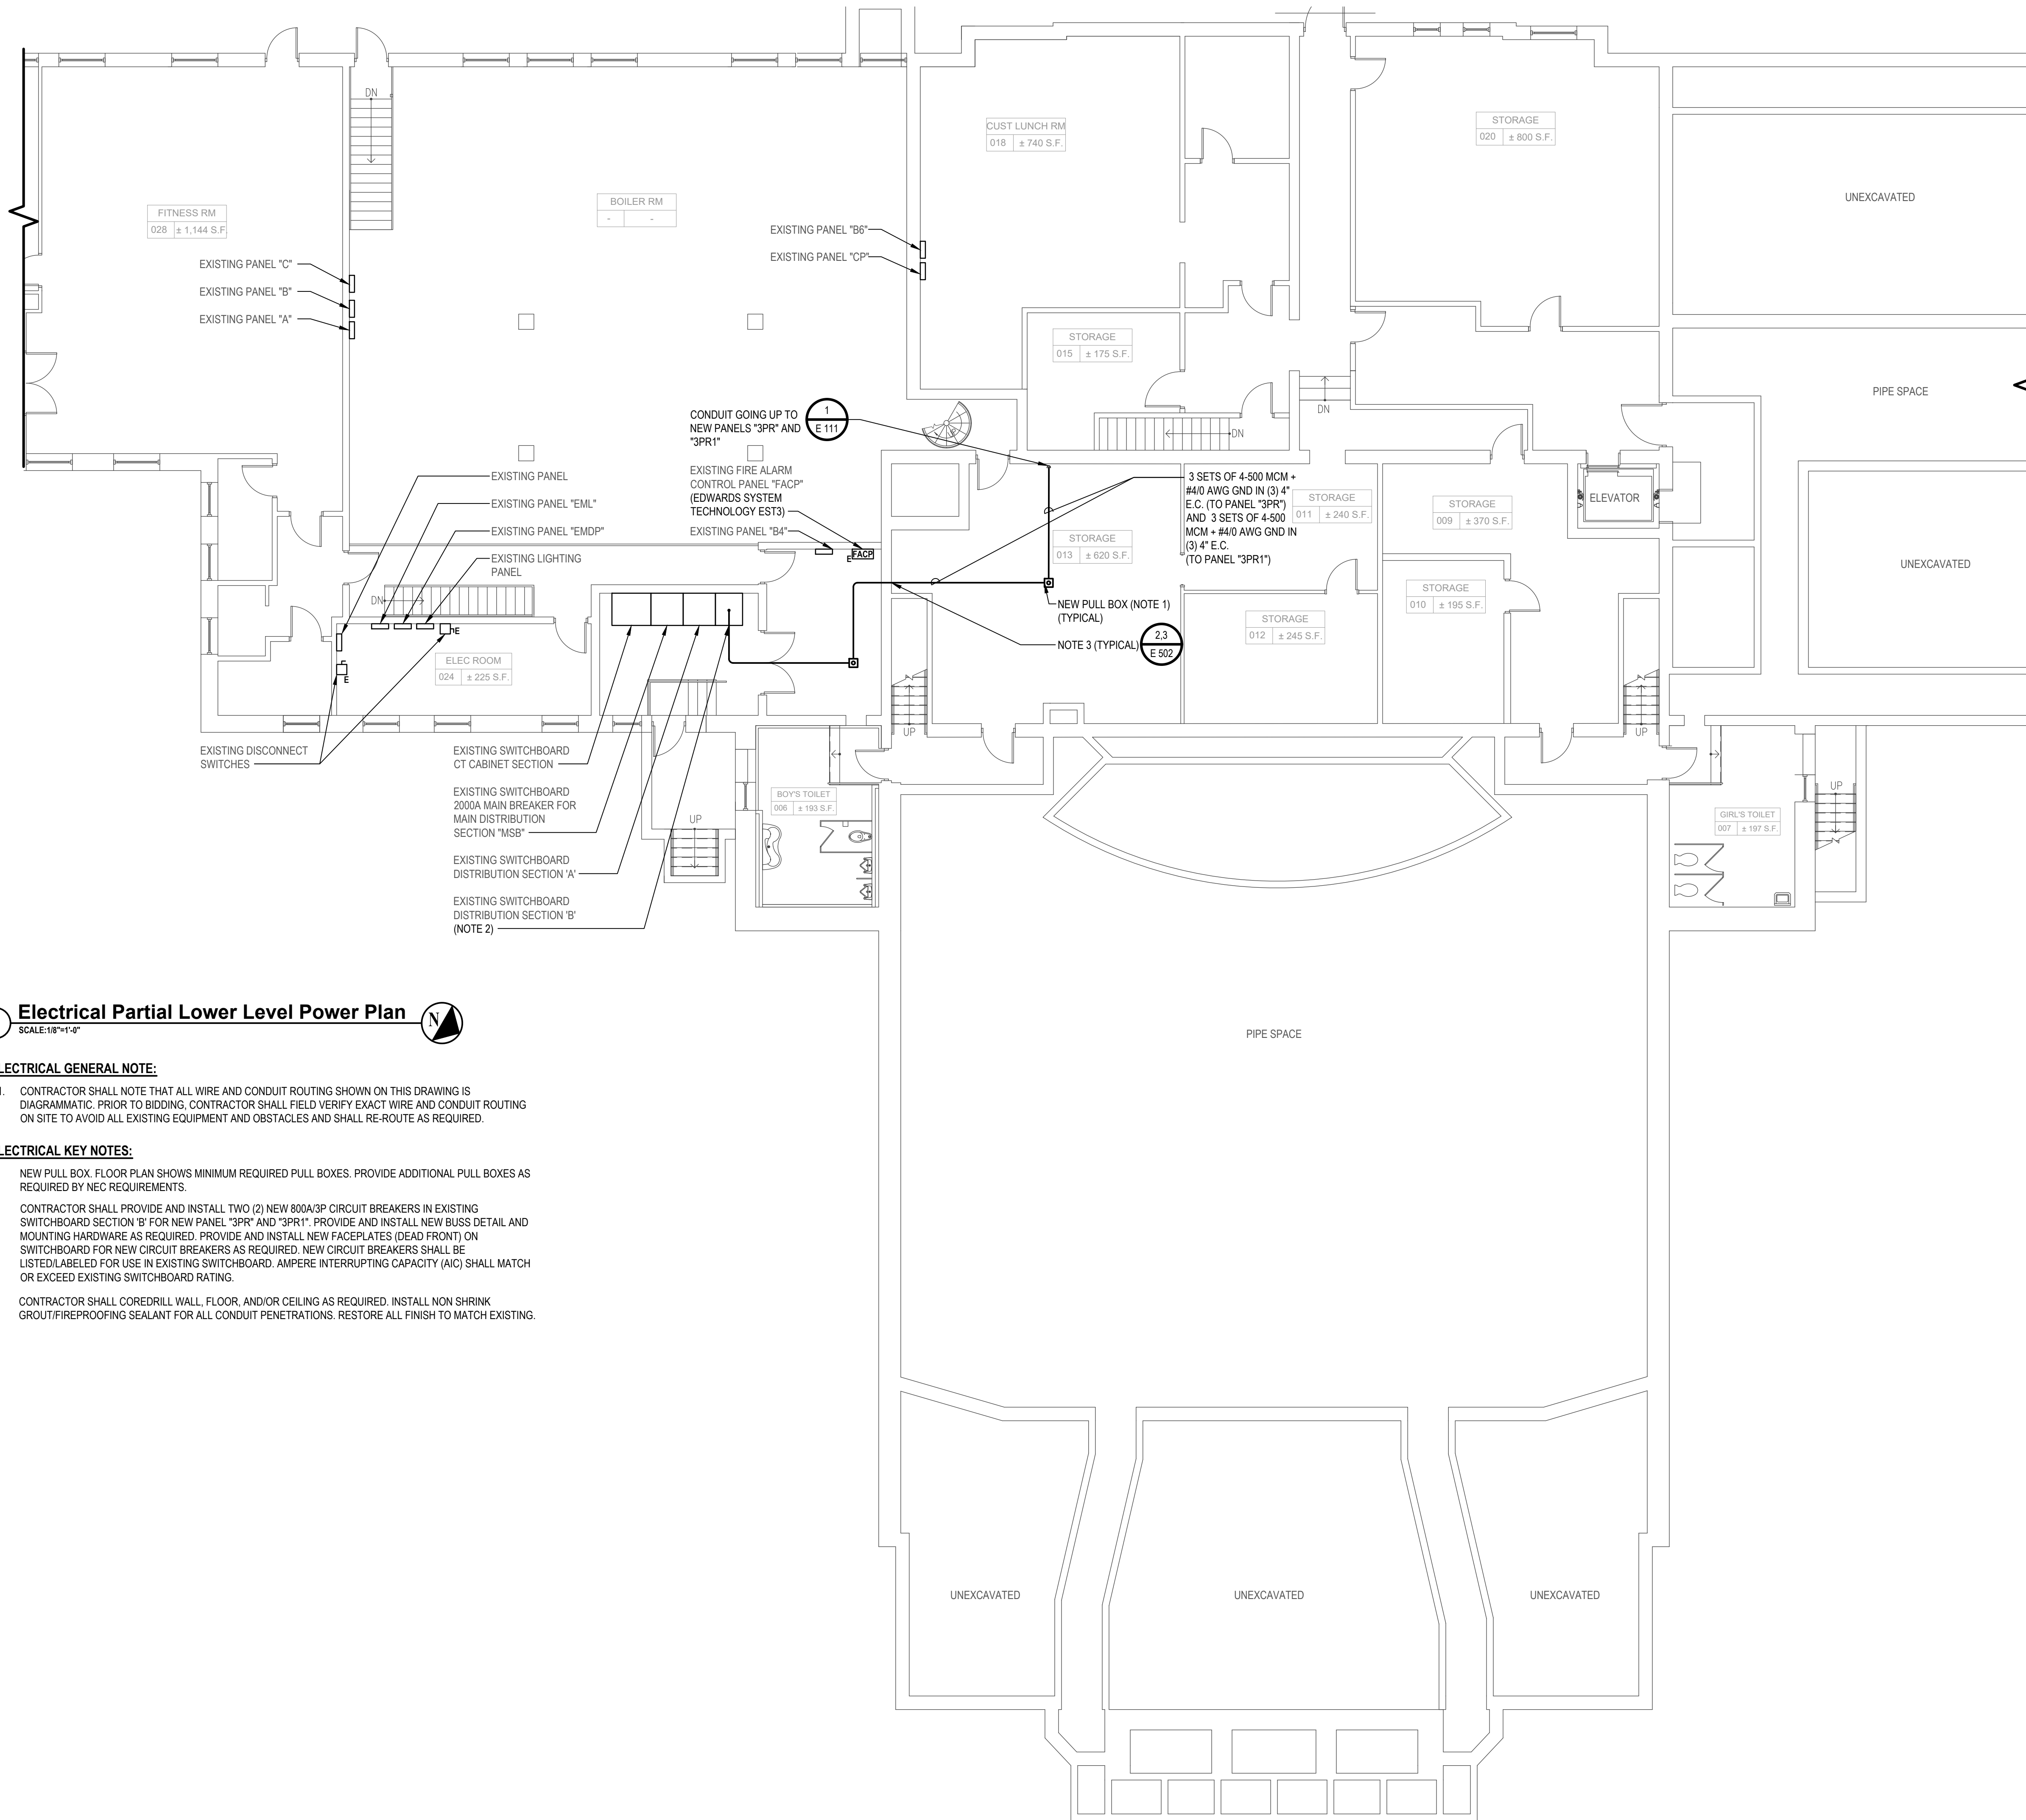 DN
CUST LUNCH RM
018 ± 740 S.F.
STORAGE
020 ± 800 S.F.
UNEXCAVATED
FITNESS RM
028 ± 1,144 S.F.
BOILER RM
- -
EXISTING PANEL "B6"
EXISTING PANEL "CP"
EXISTING PANEL "C"
EXISTING PANEL "B"
EXISTING PANEL "A"
STORAGE
015 ± 175 S.F.
PIPE SPACE
DN
CONDUIT GOING UP TO
NEW PANELS "3PR" AND
"3PR1"
1
E 111
DN
EXISTING FIRE ALARM
CONTROL PANEL "FACP"
(EDWARDS SYSTEM
TECHNOLOGY EST3)
EXISTING PANEL "B4"
FACP
E
EXISTING PANEL
EXISTING PANEL "EML"
EXISTING PANEL "EMDP"
EXISTING LIGHTING
PANEL
3 SETS OF 4-500 MCM +
#4/0 AWG GND IN (3) 4"
E.C. (TO PANEL "3PR")
AND 3 SETS OF 4-500
MCM + #4/0 AWG GND IN
(3) 4" E.C.
(TO PANEL "3PR1")
STORAGE
011 ± 240 S.F.
STORAGE
009 ± 370 S.F.
ELEVATOR
STORAGE
013 ± 620 S.F.
UNEXCAVATED
STORAGE
010 ± 195 S.F.
DN
NEW PULL BOX (NOTE 1)
(TYPICAL)
NOTE 3 (TYPICAL)
2,3
E 502
STORAGE
012 ± 245 S.F.
E
E
ELEC ROOM
024 ± 225 S.F.
UP
UP
EXISTING DISCONNECT
SWITCHES
EXISTING SWITCHBOARD
CT CABINET SECTION
EXISTING SWITCHBOARD
2000A MAIN BREAKER FOR
MAIN DISTRIBUTION
SECTION "MSB"
EXISTING SWITCHBOARD
DISTRIBUTION SECTION 'A'
EXISTING SWITCHBOARD
DISTRIBUTION SECTION 'B'
(NOTE 2)
UP
BOY'S TOILET
006 ± 193 S.F.
GIRL'S TOILET
007 ± 197 S.F.
UP
PIPE SPACE
UNEXCAVATED
UNEXCAVATED
UNEXCAVATED
Electrical Partial Lower Level Power Plan
SCALE:1/8"=1'-0"
N
LECTRICAL GENERAL NOTE:
1. CONTRACTOR SHALL NOTE THAT ALL WIRE AND CONDUIT ROUTING SHOWN ON THIS DRAWING IS
DIAGRAMMATIC. PRIOR TO BIDDING, CONTRACTOR SHALL FIELD VERIFY EXACT WIRE AND CONDUIT ROUTING
ON SITE TO AVOID ALL EXISTING EQUIPMENT AND OBSTACLES AND SHALL RE-ROUTE AS REQUIRED.
LECTRICAL KEY NOTES:
NEW PULL BOX. FLOOR PLAN SHOWS MINIMUM REQUIRED PULL BOXES. PROVIDE ADDITIONAL PULL BOXES AS
REQUIRED BY NEC REQUIREMENTS.
CONTRACTOR SHALL PROVIDE AND INSTALL TWO (2) NEW 800A/3P CIRCUIT BREAKERS IN EXISTING
SWITCHBOARD SECTION 'B' FOR NEW PANEL "3PR" AND "3PR1". PROVIDE AND INSTALL NEW BUSS DETAIL AND
MOUNTING HARDWARE AS REQUIRED. PROVIDE AND INSTALL NEW FACEPLATES (DEAD FRONT) ON
SWITCHBOARD FOR NEW CIRCUIT BREAKERS AS REQUIRED. NEW CIRCUIT BREAKERS SHALL BE
LISTED/LABELED FOR USE IN EXISTING SWITCHBOARD. AMPERE INTERRUPTING CAPACITY (AIC) SHALL MATCH
OR EXCEED EXISTING SWITCHBOARD RATING.
CONTRACTOR SHALL COREDRILL WALL, FLOOR, AND/OR CEILING AS REQUIRED. INSTALL NON SHRINK
GROUT/FIREPROOFING SEALANT FOR ALL CONDUIT PENETRATIONS. RESTORE ALL FINISH TO MATCH EXISTING.